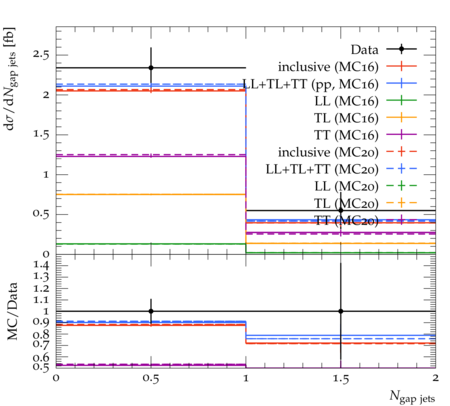 dσ/dN_gap jets [fb]
2.5
2
1.5
1
0.5
0
Data
inclusive (MC16)
LL+TL+TT (pp, MC16)
LL (MC16)
TL (MC16)
TT (MC16)
inclusive (MC20)
LL+TL+TT (MC20)
LL (MC20)
TL (MC20)
TT (MC20)
MC/Data
1.4
1.3
1.2
1.1
1
0.9
0.8
0.7
0.6
0.5
0 0.5 1 1.5 2
N_gap jets